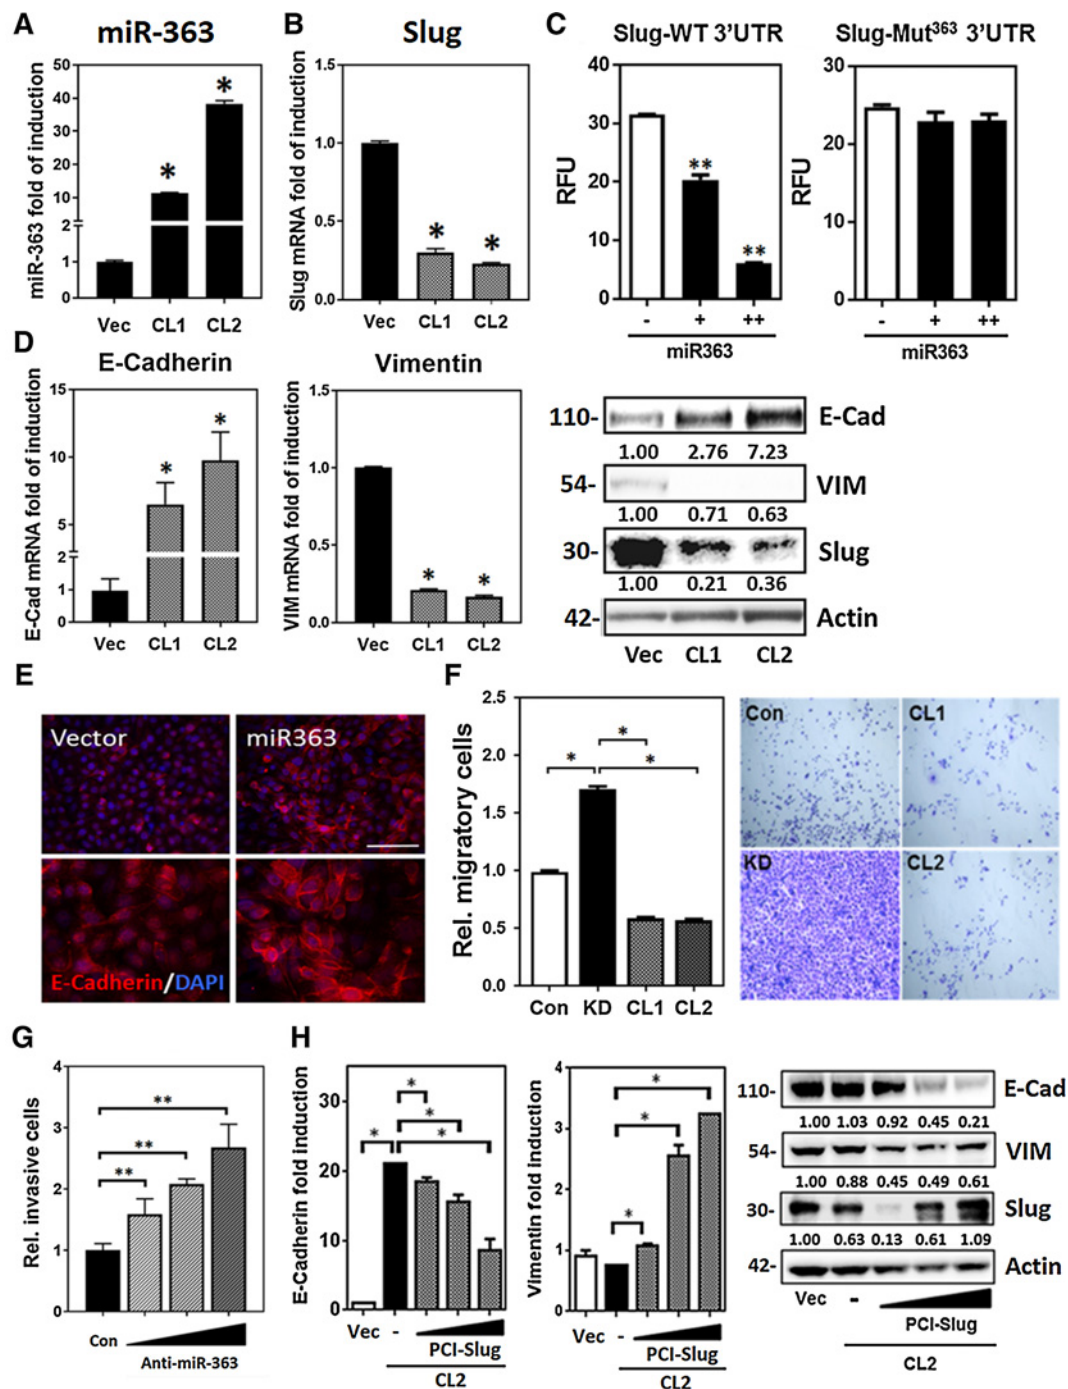 A
miR-363
miR-363 fold of induction
50
40
30
20
10
2
1
0
*
*
Vec CL1 CL2
B
Slug
Slug mRNA fold of induction
1.5
1.0
0.5
0.0
*
*
Vec CL1 CL2
C
Slug-WT 3'UTR
RFU
40
30
20
10
0
**
**
- + ++
miR363
Slug-Mut363 3'UTR
RFU
30
20
10
0
- + ++
miR363
D
E-Cadherin
E-Cad mRNA fold of induction
15
10
5
2
1
0
*
*
Vec CL1 CL2
Vimentin
VIM mRNA fold of induction
1.5
1.0
0.5
0.0
*
*
Vec CL1 CL2
110- E-Cad
1.00 2.76 7.23
54- VIM
1.00 0.71 0.63
30- Slug
1.00 0.21 0.36
42- Actin
Vec CL1 CL2
E
Vector
miR363
E-Cadherin/DAPI
F
Rel. migratory cells
2.5
2.0
1.5
1.0
0.5
0.0
*
*
*
Con KD CL1 CL2
Con
CL1
KD
CL2
G
Rel. invasive cells
4
3
2
1
0
**
**
**
Con
Anti-miR-363
H
E-Cadherin fold induction
30
20
10
0
*
*
*
*
Vec -
PCI-Slug
CL2
Vimentin fold induction
4
3
2
1
0
*
*
*
Vec -
PCI-Slug
CL2
110- E-Cad
1.00 1.03 0.92 0.45 0.21
54- VIM
1.00 0.88 0.45 0.49 0.61
30- Slug
1.00 0.63 0.13 0.61 1.09
42- Actin
Vec -
PCI-Slug
CL2